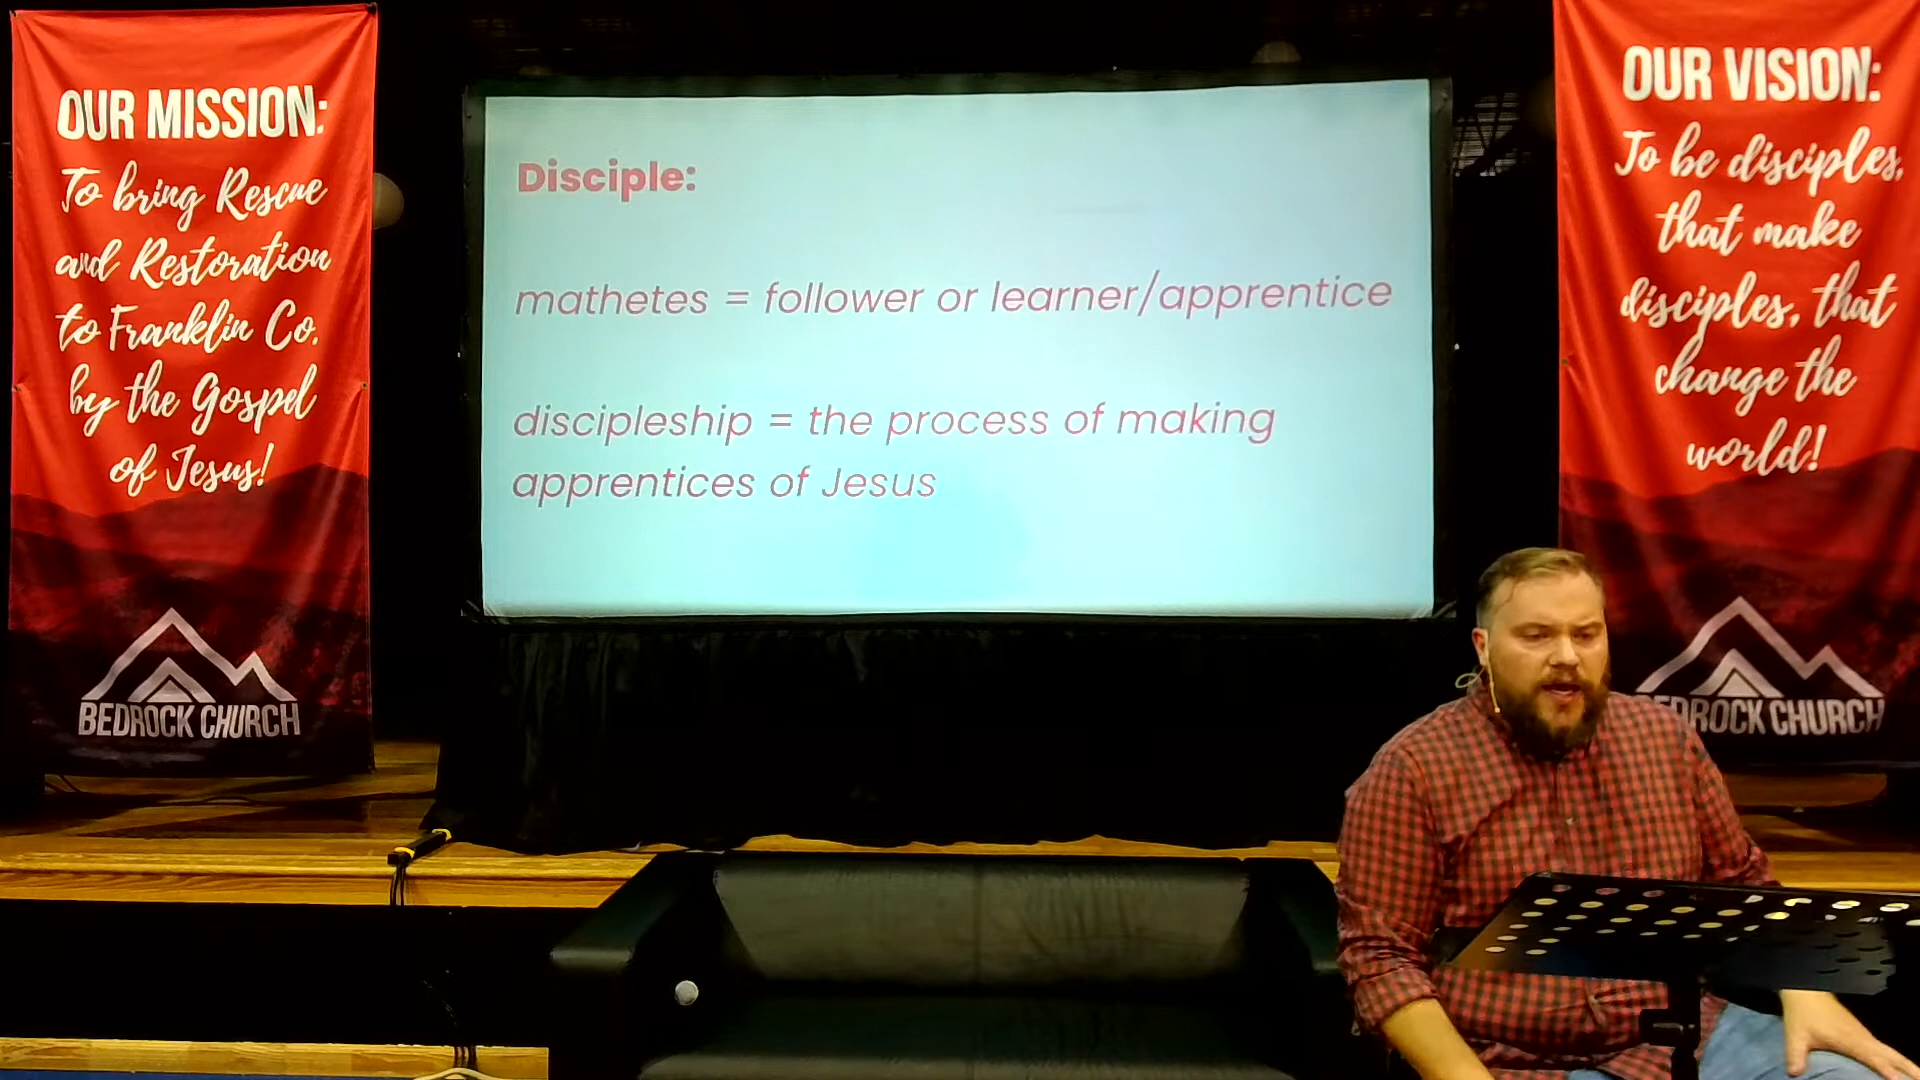 OUR MISSION:
To bring Rescue
and Restoration
to Franklin Co.
by the Gospel
of Jesus!
BEDROCK CHURCH
Disciple:
mathetes = follower or learner/apprentice
discipleship = the process of making
apprentices of Jesus
OUR VISION:
To be disciples,
that make
disciples, that
change the
world!
BEDROCK CHURCH